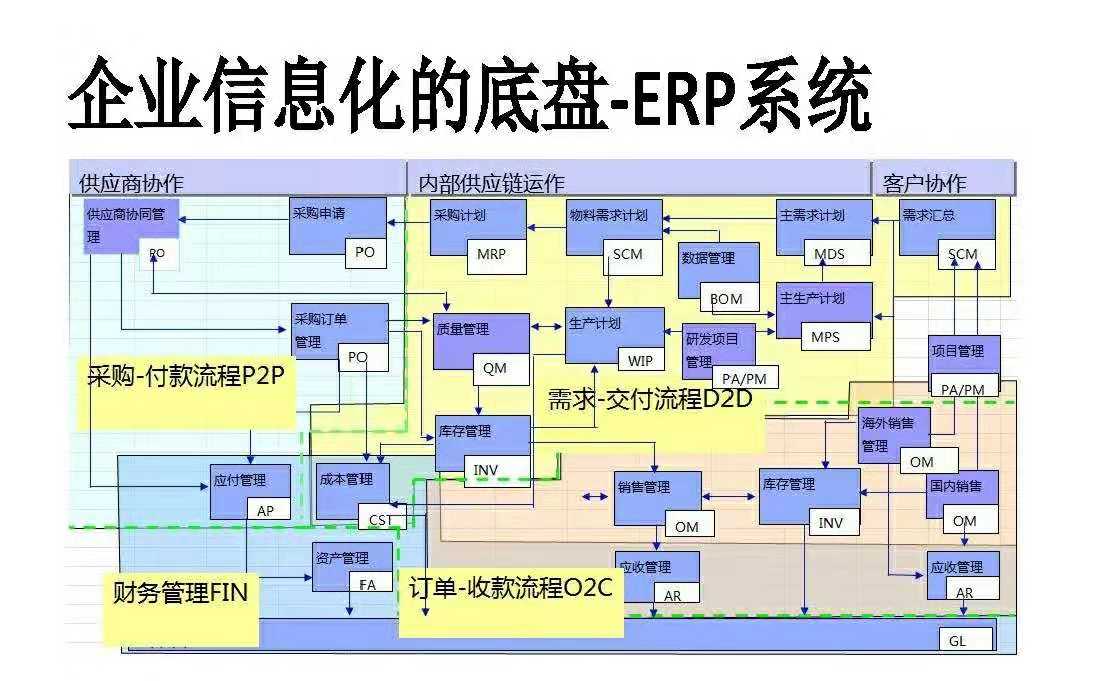 企业信息化的底盘-ERP系统
供应商协作
内部供应链运作
客户协作
供应商协同管
理
PO
采购申请
PO
采购计划
MRP
物料需求计划
SCM
主需求计划
MDS
需求汇总
SCM
数据管理
BOM
主生产计划
MPS
采购订单
管理
PO
质量管理
QM
生产计划
WIP
研发项目
管理
PA/PM
项目管理
PA/PM
采购-付款流程P2P
需求-交付流程D2D
库存管理
INV
海外销售
管理
OM
应付管理
AP
成本管理
CST
销售管理
OM
库存管理
INV
国内销售
OM
资产管理
FA
应收管理
AR
应收管理
AR
财务管理FIN
订单-收款流程O2C
GL